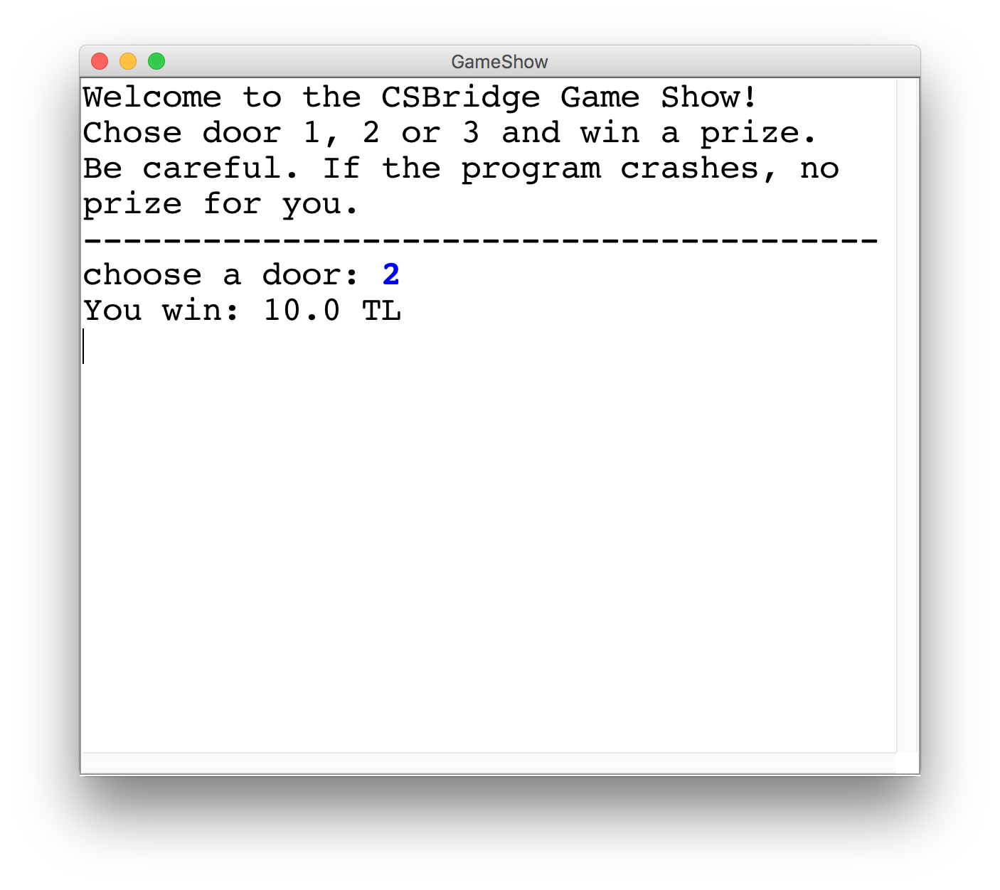 GameShow
Welcome to the CSBridge Game Show!
Chose door 1, 2 or 3 and win a prize.
Be careful. If the program crashes, no
prize for you.
----------------------------------------
choose a door: 2
You win: 10.0 TL